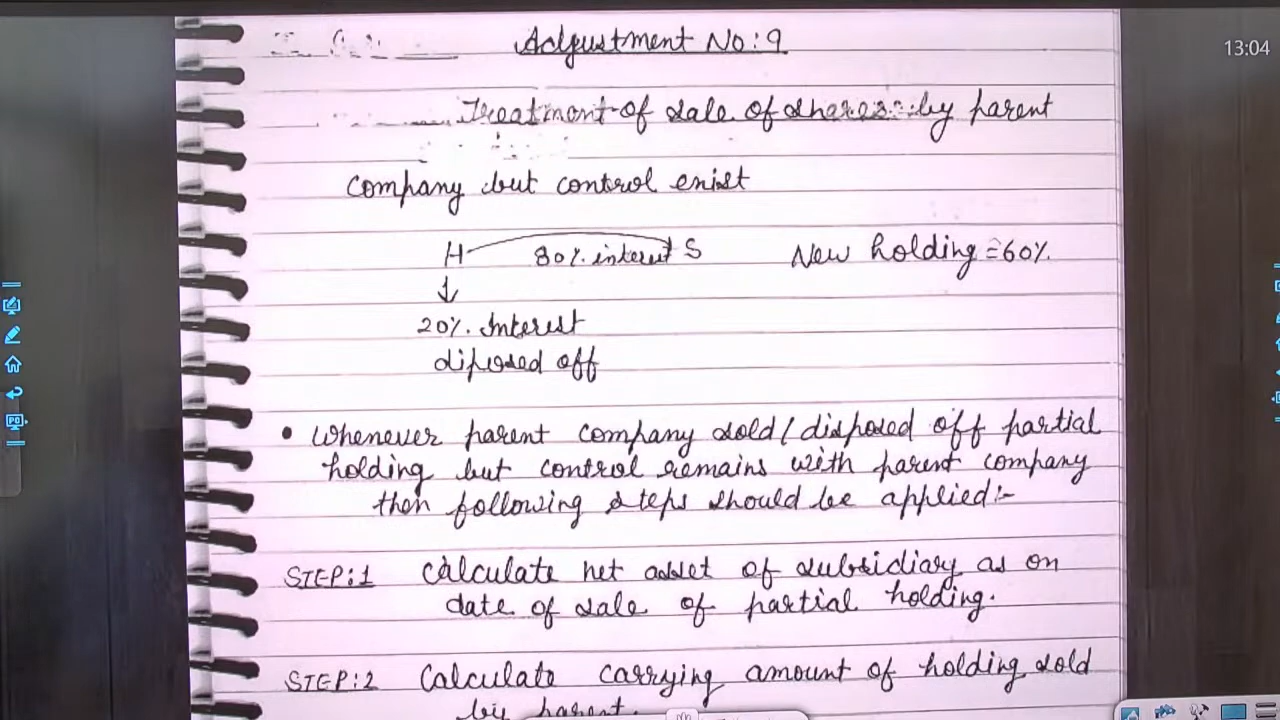 Adjustment No:9
13:04
Treatment of sale of shares by parent
company but control exist
H 80% interest S New holding = 60%.
20%. Interest
disposed off
• Whenever parent company sold/disposed off partial
holding but control remains with parent company
then following steps should be applied:-
STEP:1 Calculate net asset of subsidiary as on
date of sale of partial holding.
STEP:2 Calculate carrying amount of holding sold
by parent.